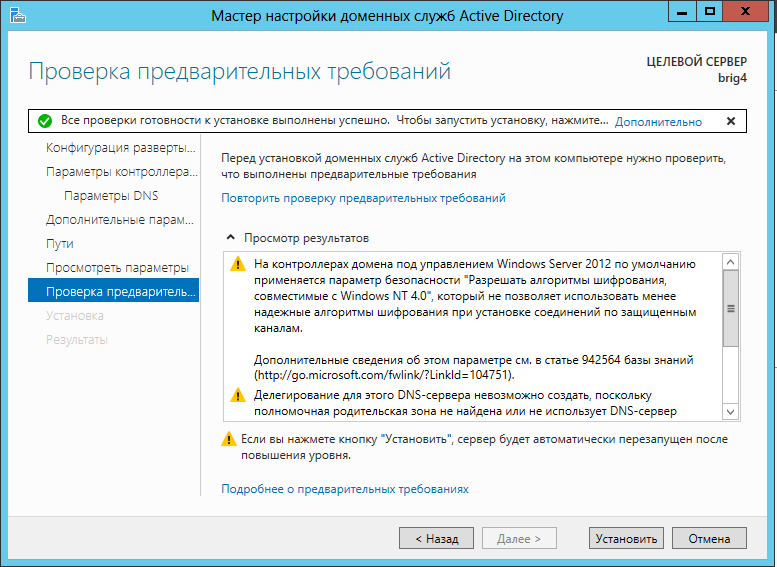 Мастер настройки доменных служб Active Directory
Проверка предварительных требований
ЦЕЛЕВОЙ СЕРВЕР
brig4
Все проверки готовности к установке выполнены успешно. Чтобы запустить установку, нажмите... Дополнительно
Конфигурация разверты...
Параметры контроллера...
Параметры DNS
Дополнительные парам...
Пути
Просмотреть параметры
Проверка предваритель...
Установка
Результаты
Перед установкой доменных служб Active Directory на этом компьютере нужно проверить,
что выполнены предварительные требования
Повторить проверку предварительных требований
Просмотр результатов
На контроллерах домена под управлением Windows Server 2012 по умолчанию
применяется параметр безопасности "Разрешать алгоритмы шифрования,
совместимые с Windows NT 4.0", который не позволяет использовать менее
надежные алгоритмы шифрования при установке соединений по защищенным
каналам.
Дополнительные сведения об этом параметре см. в статье 942564 базы знаний
(http://go.microsoft.com/fwlink/?LinkId=104751).
Делегирование для этого DNS-сервера невозможно создать, поскольку
полномочная родительская зона не найдена или не использует DNS-сервер
Если вы нажмете кнопку "Установить", сервер будет автоматически перезапущен после
повышения уровня.
Подробнее о предварительных требованиях
< Назад
Далее >
Установить
Отмена